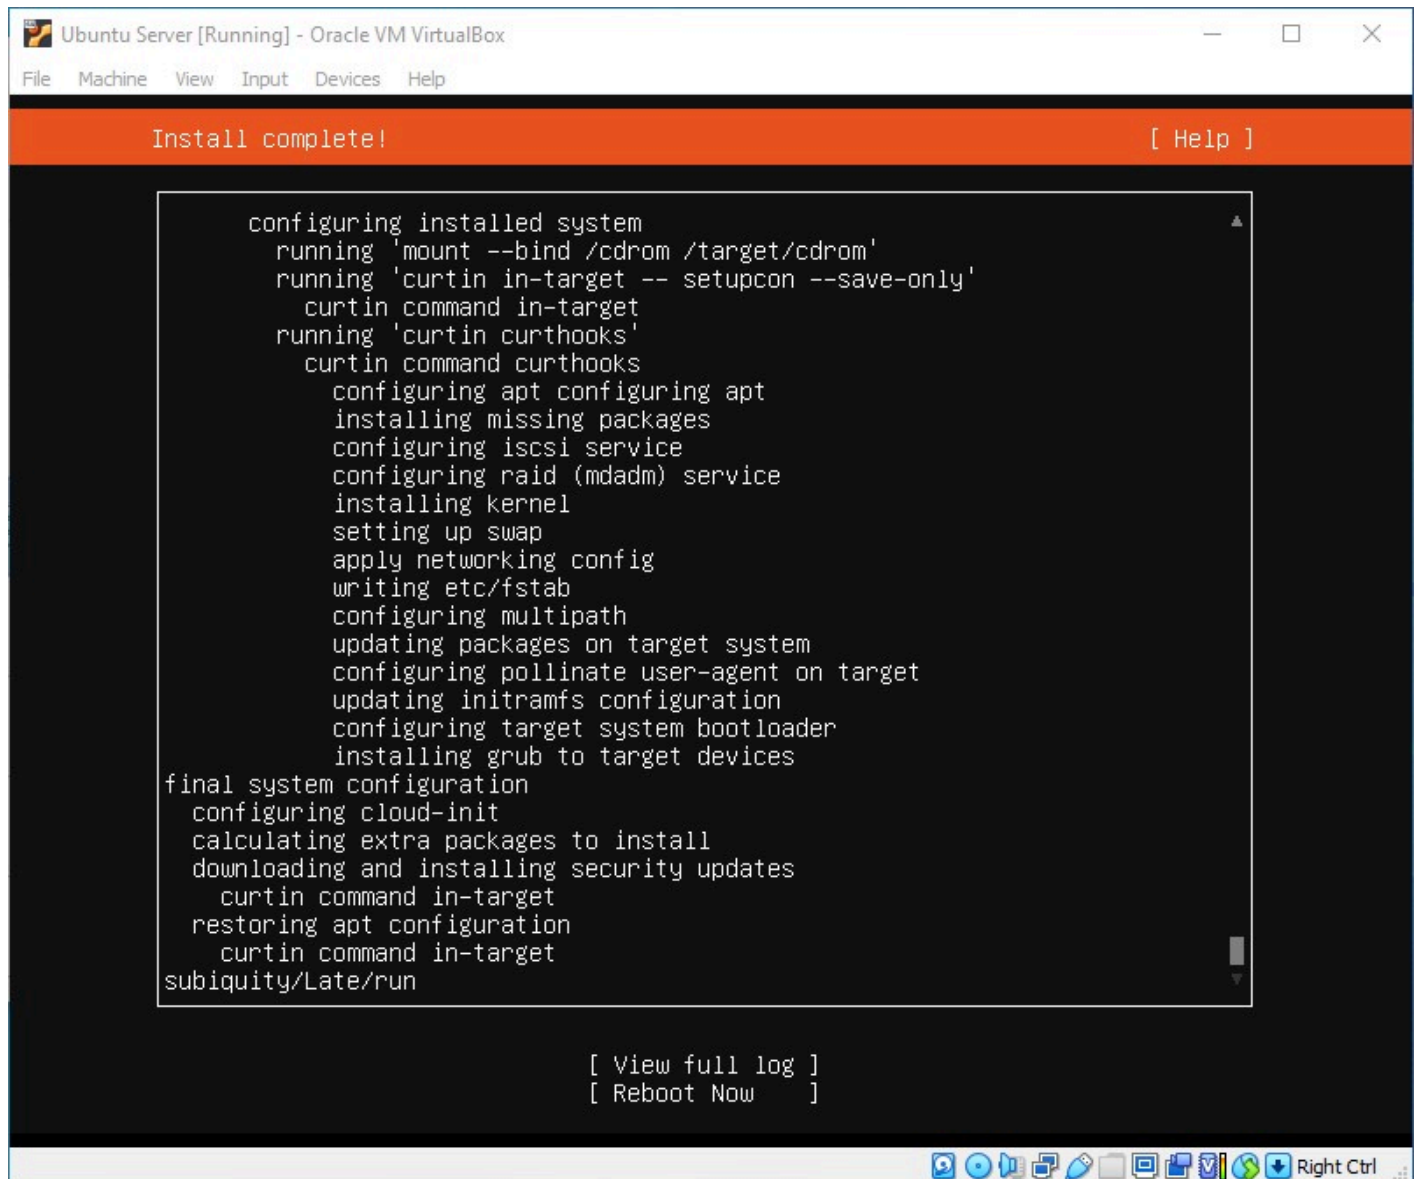 Ubuntu Server [Running] - Oracle VM VirtualBox
File Machine View Input Devices Help
Install complete! [ Help ]
configuring installed system
running 'mount --bind /cdrom /target/cdrom'
running 'curtin in-target -- setupcon --save-only'
curtin command in-target
running 'curtin curthooks'
curtin command curthooks
configuring apt configuring apt
installing missing packages
configuring iscsi service
configuring raid (mdadm) service
installing kernel
setting up swap
apply networking config
writing etc/fstab
configuring multipath
updating packages on target system
configuring pollinate user-agent on target
updating initramfs configuration
configuring target system bootloader
installing grub to target devices
final system configuration
configuring cloud-init
calculating extra packages to install
downloading and installing security updates
curtin command in-target
restoring apt configuration
curtin command in-target
subiquity/Late/run
[ View full log ]
[ Reboot Now ]
Right Ctrl